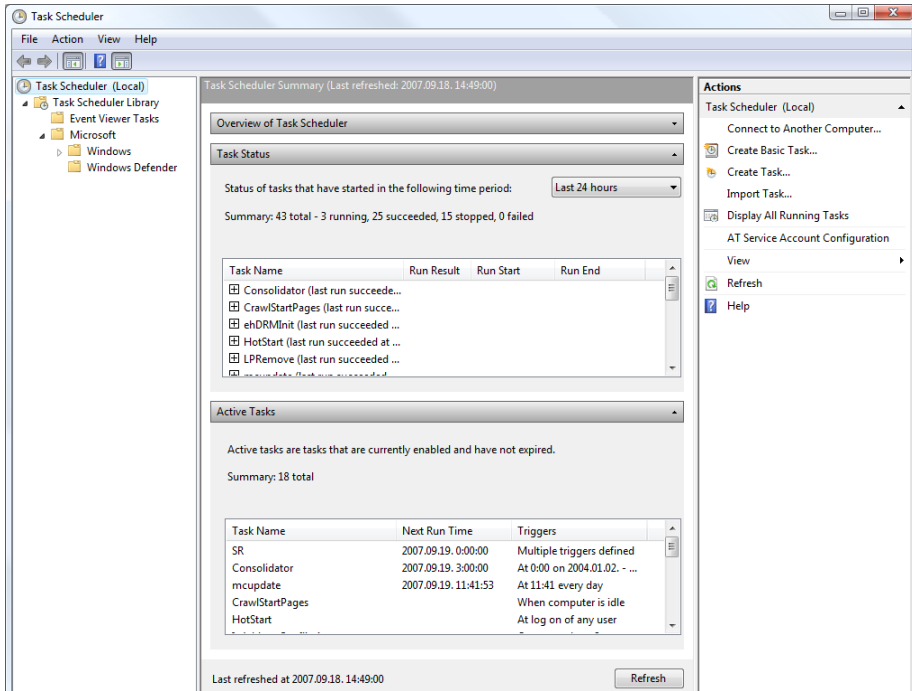 Task Scheduler
File Action View Help
Task Scheduler (Local)
Task Scheduler Library
Event Viewer Tasks
Microsoft
Windows
Windows Defender
Task Scheduler Summary (Last refreshed: 2007.09.18. 14:49:00)
Overview of Task Scheduler
Task Status
Status of tasks that have started in the following time period:
Last 24 hours
Summary: 43 total - 3 running, 25 succeeded, 15 stopped, 0 failed
Task Name Run Result Run Start Run End
Consolidator (last run succeede...
CrawlStartPages (last run succe...
ehDRMInit (last run succeeded ...
HotStart (last run succeeded at ...
LPRemove (last run succeeded ...
Active Tasks
Active tasks are tasks that are currently enabled and have not expired.
Summary: 18 total
Task Name Next Run Time Triggers
SR 2007.09.19. 0:00:00 Multiple triggers defined
Consolidator 2007.09.19. 3:00:00 At 0:00 on 2004.01.02. - ...
mcupdate 2007.09.19. 11:41:53 At 11:41 every day
CrawlStartPages When computer is idle
HotStart At log on of any user
Last refreshed at 2007.09.18. 14:49:00
Refresh
Actions
Task Scheduler (Local)
Connect to Another Computer...
Create Basic Task...
Create Task...
Import Task...
Display All Running Tasks
AT Service Account Configuration
View
Refresh
Help